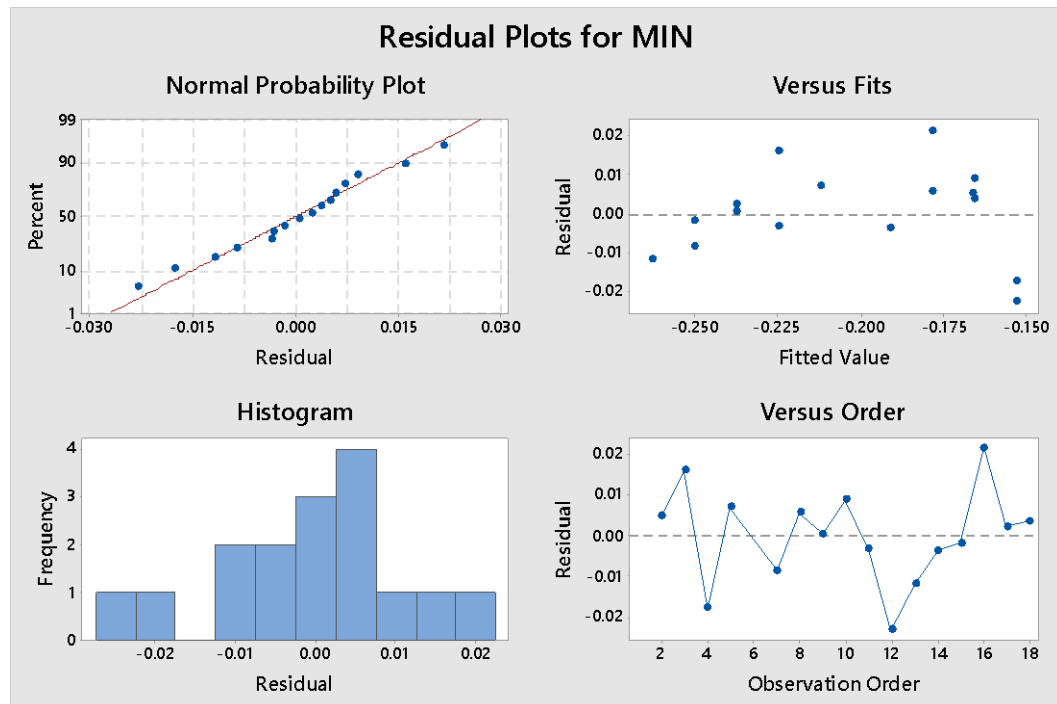 Residual Plots for MIN
Normal Probability Plot
Percent
99
90
50
10
1
-0.030 -0.015 0.000 0.015 0.030
Residual
Versus Fits
Residual
0.02
0.01
0.00
-0.01
-0.02
-0.250 -0.225 -0.200 -0.175 -0.150
Fitted Value
Histogram
Frequency
4
3
2
1
0
-0.02 -0.01 0.00 0.01 0.02
Residual
Versus Order
Residual
0.02
0.01
0.00
-0.01
-0.02
2 4 6 8 10 12 14 16 18
Observation Order